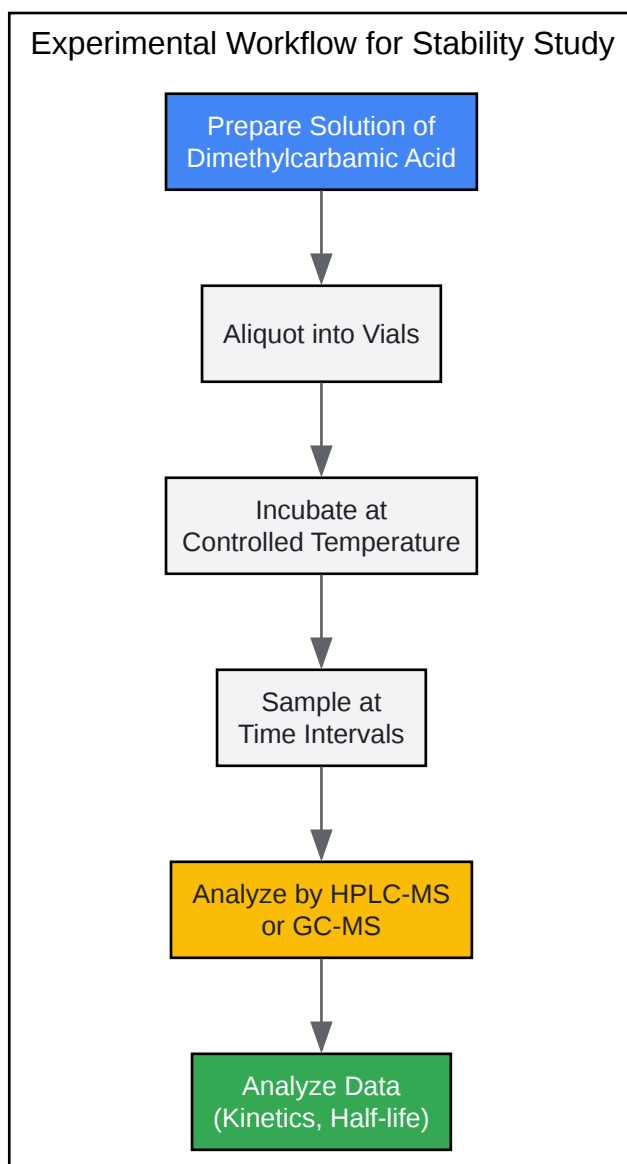 Experimental Workflow for Stability Study
Prepare Solution of
Dimethylcarbamic Acid
Aliquot into Vials
Incubate at
Controlled Temperature
Sample at
Time Intervals
Analyze by HPLC-MS
or GC-MS
Analyze Data
(Kinetics, Half-life)